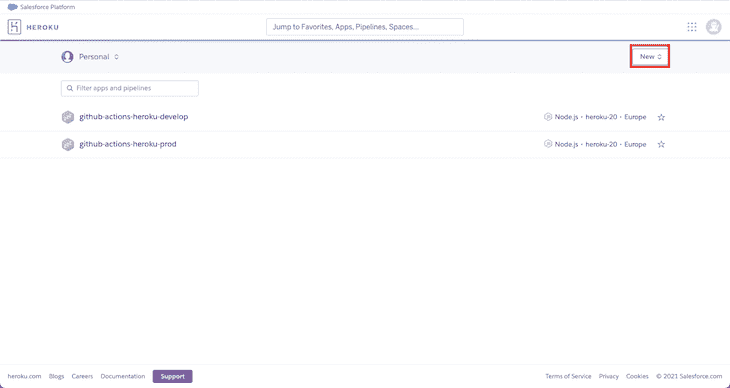 Salesforce Platform
HEROKU
Jump to Favorites, Apps, Pipelines, Spaces...
Personal
New
Filter apps and pipelines
github-actions-heroku-develop
Node.js • heroku-20 • Europe
github-actions-heroku-prod
Node.js • heroku-20 • Europe
heroku.com Blogs Careers Documentation Support
Terms of Service Privacy Cookies © 2021 Salesforce.com